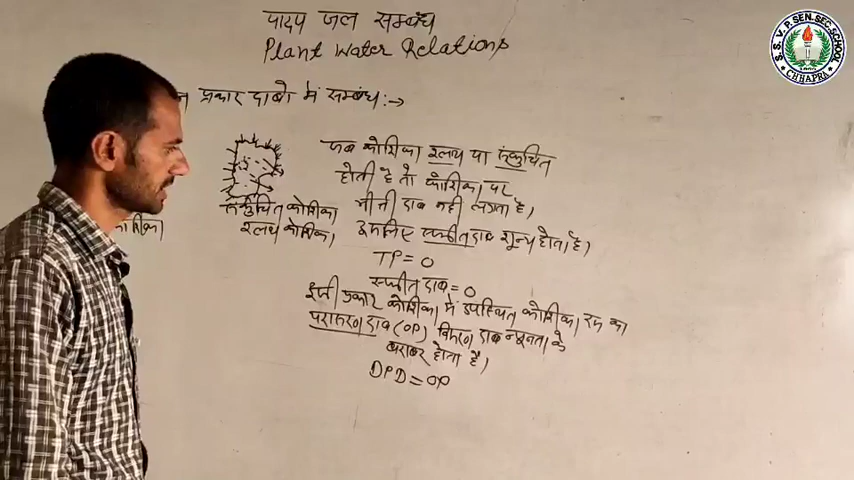 पादप जल सम्बंध
Plant Water Relations
प्रकार दाबो में सम्बंध :→
जब कोशिका श्लथ या संकुचित
होती है तो कोशिका पर
संकुचित कोशिका
भीती दाब नही लगता है,
श्लथ कोशिका
इसलिए स्फीत दाब शून्य होता है,
TP = 0
स्फीत दाब = 0
इसी प्रकार कोशिका में उपस्थित कोशिका रस का
परासरण दाब (OP) विसरण दाब न्यूनता के
बराबर होता है,
DPD = OP
S.S.V.P. SEN. SEC. SCHOOL
CHHAPRA